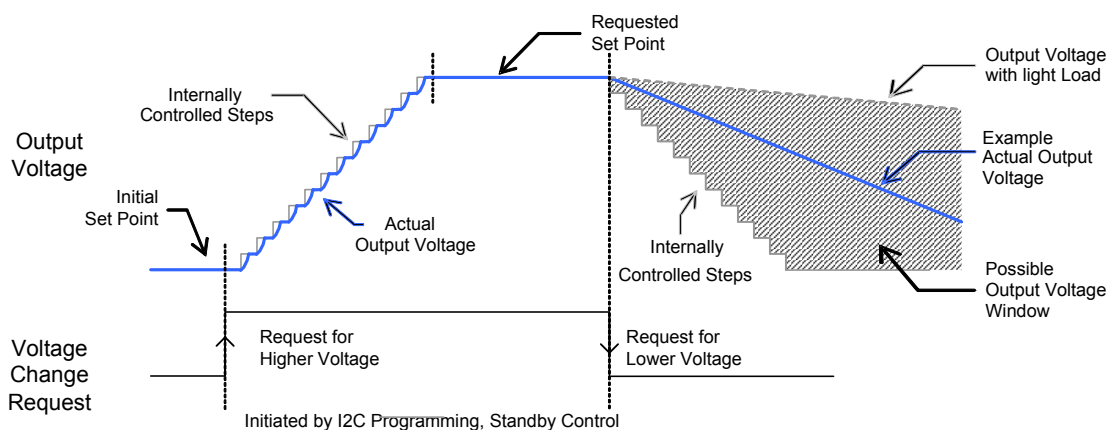 Requested
Set Point
Output Voltage
with light Load
Internally
Controlled Steps
Output
Voltage
Example
Actual Output
Voltage
Initial
Set Point
Actual
Output Voltage
Internally
Controlled Steps
Possible
Output Voltage
Window
Voltage
Change
Request
Request for
Higher Voltage
Request for
Lower Voltage
Initiated by I2C Programming, Standby Control